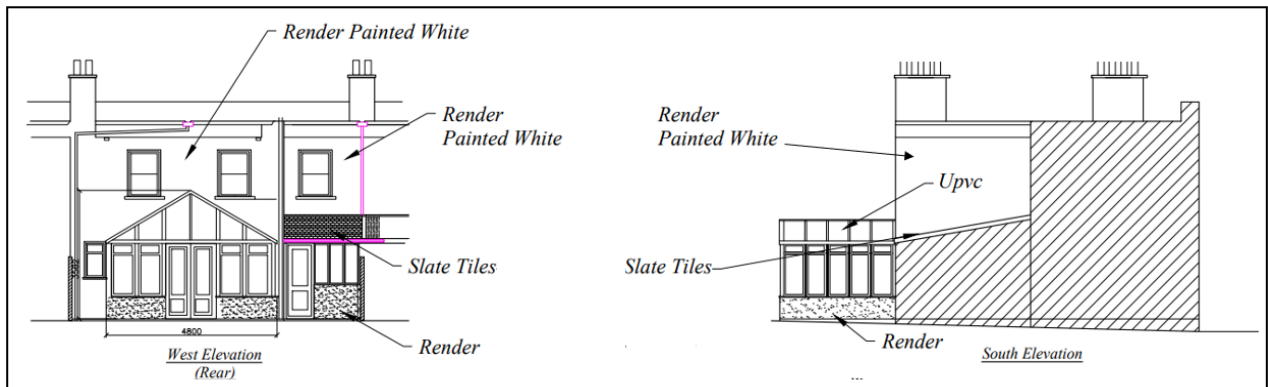 Render Painted White
Render
Painted White
Slate Tiles
Render
3582
4800
West Elevation
(Rear)
Render
Painted White
Upvc
Slate Tiles
Render
South Elevation
...